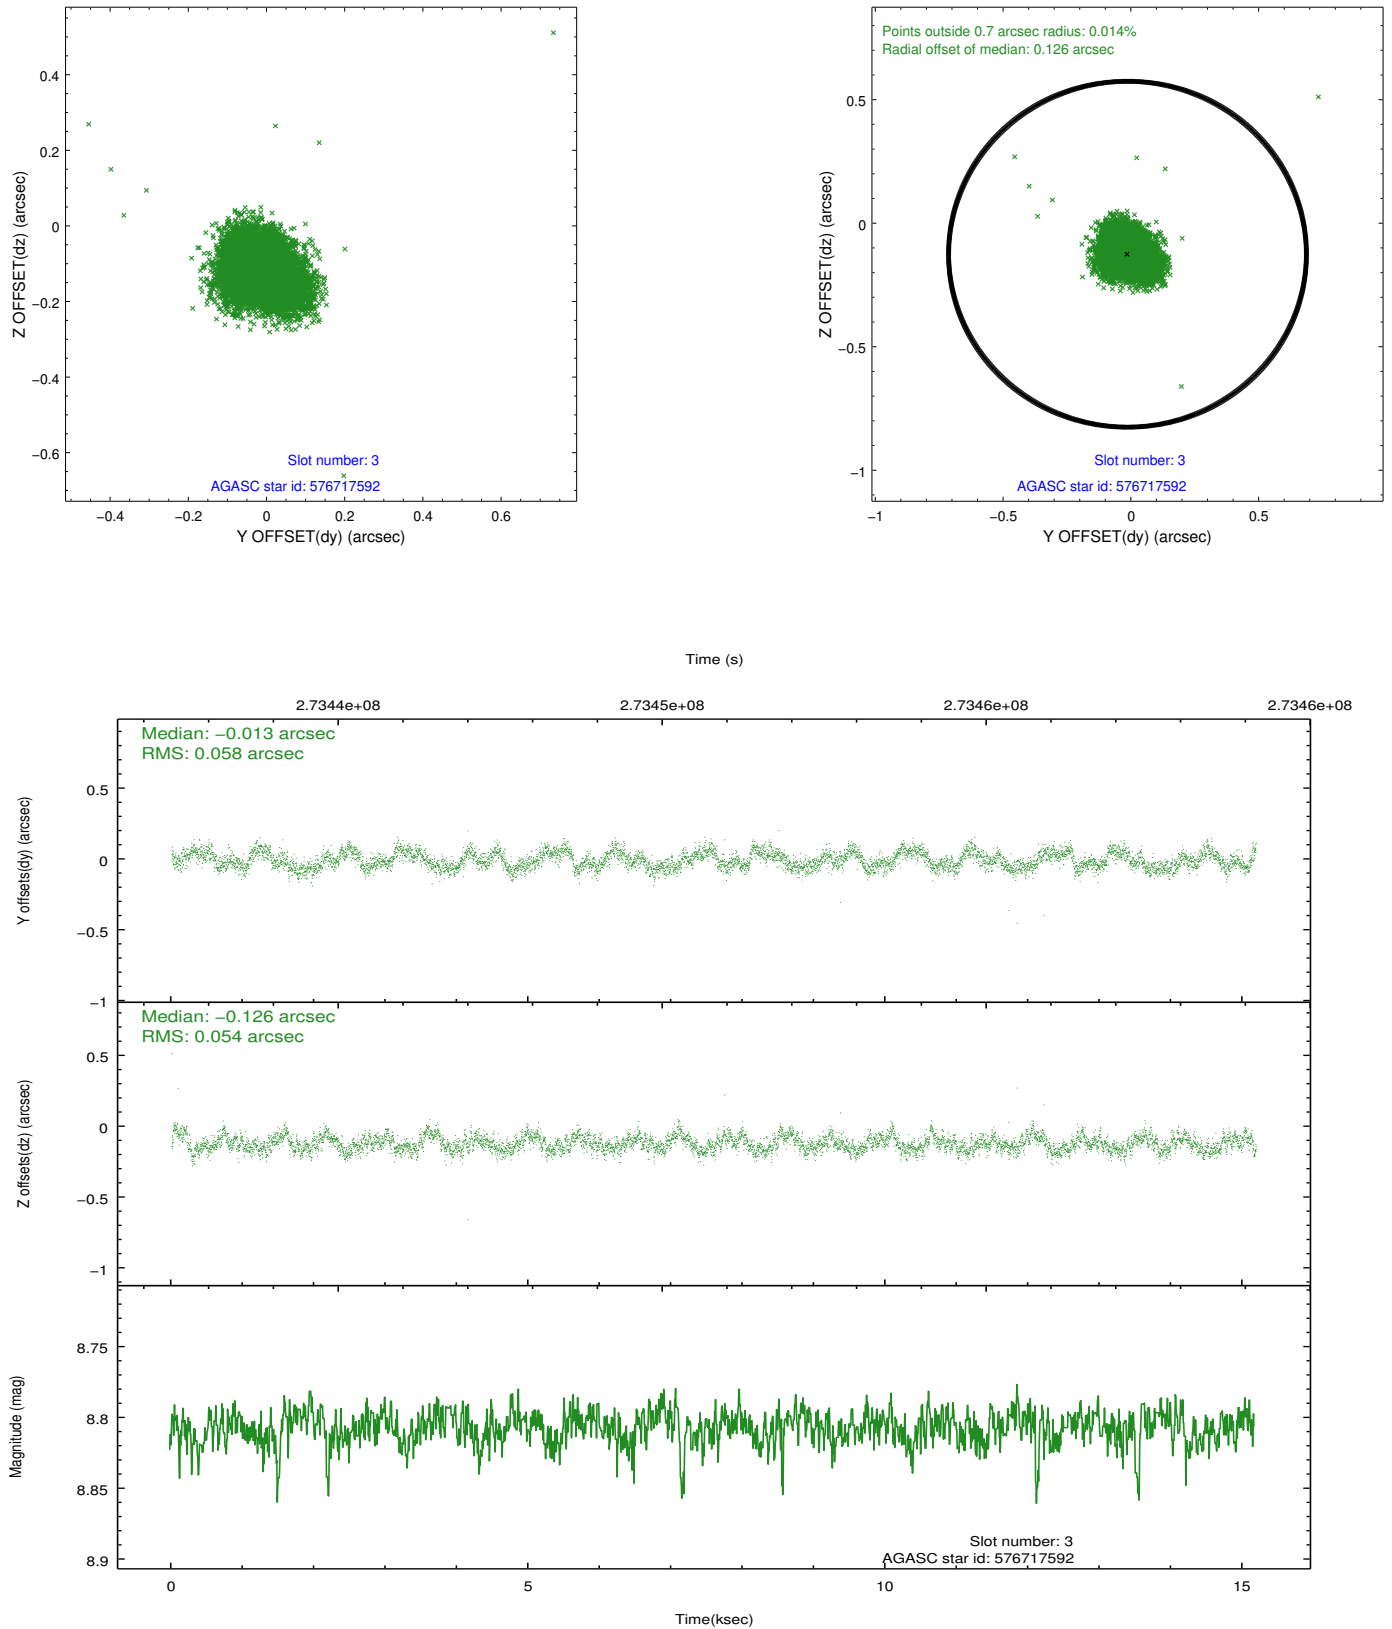 0.4
0.2
0
−0.2
−0.4
−0.6
Z OFFSET(dz) (arcsec)
Slot number: 3
AGASC star id: 576717592
−0.4 −0.2 0 0.2 0.4 0.6
Y OFFSET(dy) (arcsec)
Points outside 0.7 arcsec radius: 0.014%
Radial offset of median: 0.126 arcsec
0.5
0
−0.5
−1
Z OFFSET(dz) (arcsec)
Slot number: 3
AGASC star id: 576717592
−1 −0.5 0 0.5
Y OFFSET(dy) (arcsec)
Time (s)
2.7344e+08 2.7345e+08 2.7346e+08 2.7346e+08
Median: −0.013 arcsec
RMS: 0.058 arcsec
0.5
0
−0.5
−1
Y offsets(dy) (arcsec)
Median: −0.126 arcsec
RMS: 0.054 arcsec
0.5
0
−0.5
−1
Z offsets(dz) (arcsec)
8.75
8.8
8.85
8.9
Magnitude (mag)
Slot number: 3
AGASC star id: 576717592
0 5 10 15
Time(ksec)